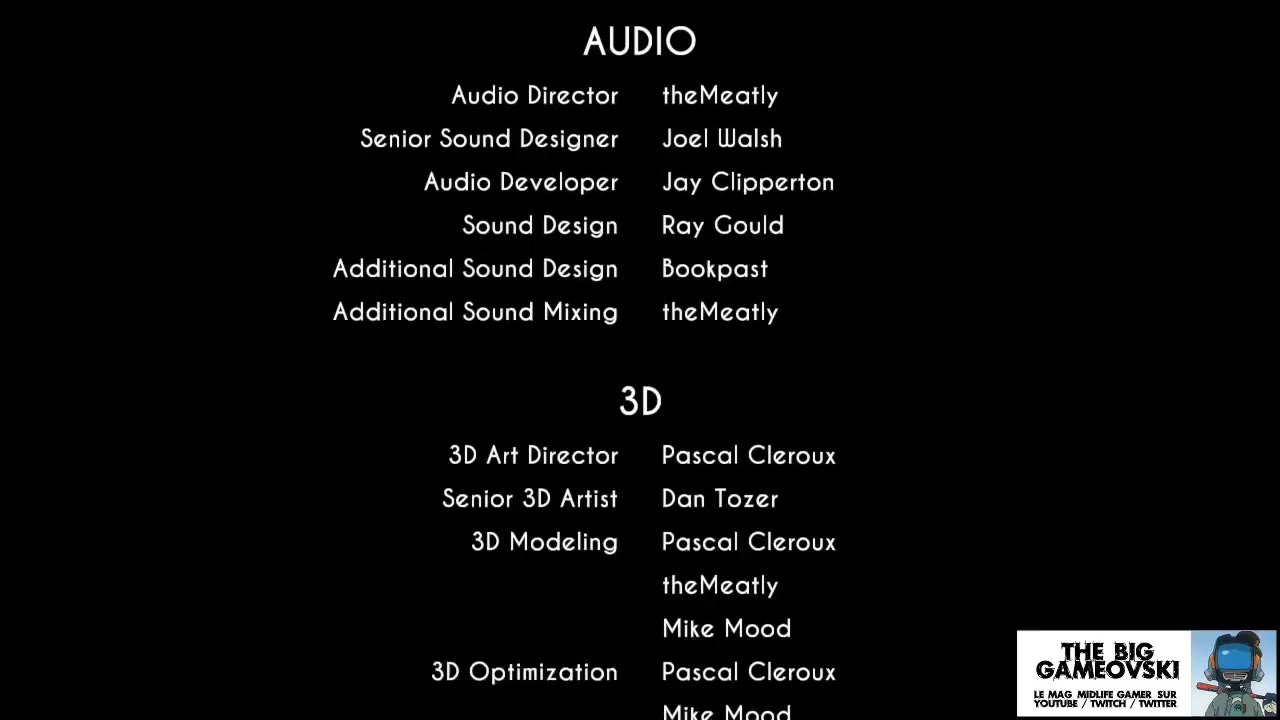 AUDIO
Audio Director theMeatly
Senior Sound Designer Joel Walsh
Audio Developer Jay Clipperton
Sound Design Ray Gould
Additional Sound Design Bookpast
Additional Sound Mixing theMeatly
3D
3D Art Director Pascal Cleroux
Senior 3D Artist Dan Tozer
3D Modeling Pascal Cleroux
theMeatly
Mike Mood
3D Optimization Pascal Cleroux
Mike Mood
THE BIG
GAMEOVSKI
LE MAG MIDLIFE GAMER SUR
YOUTUBE / TWITCH / TWITTER